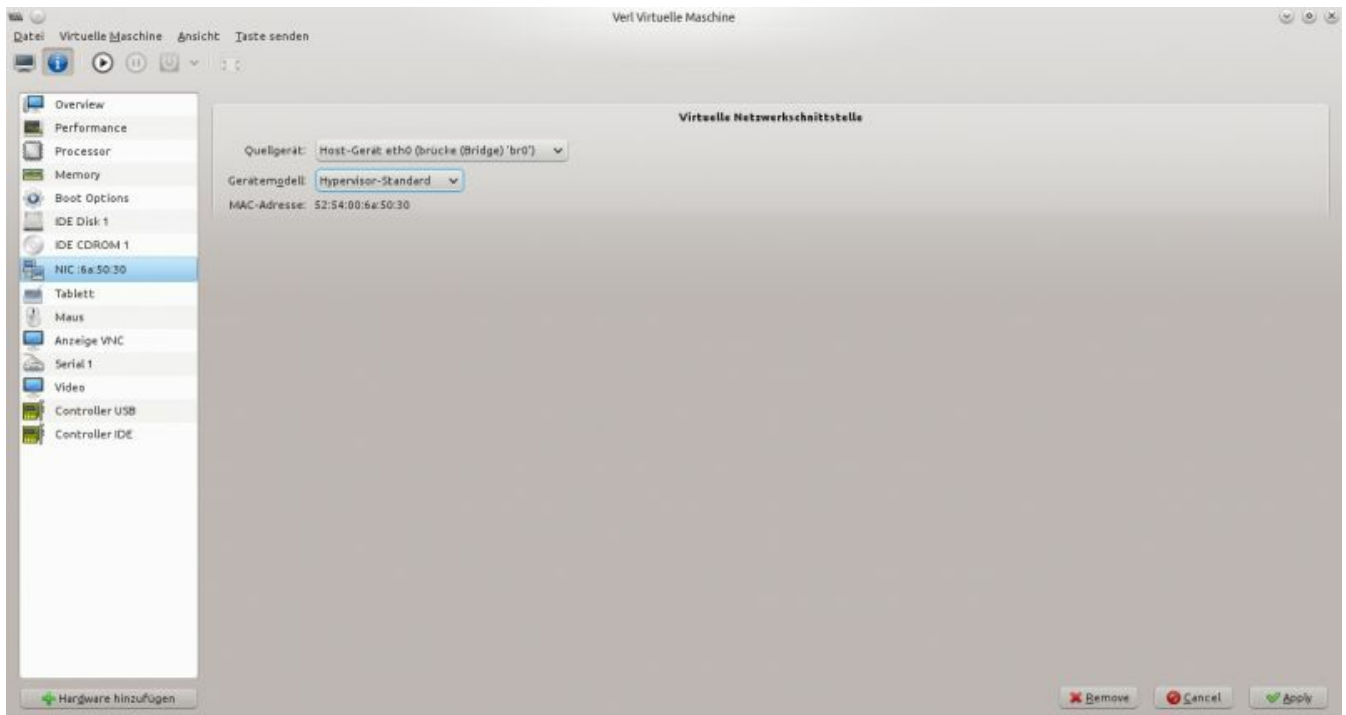 Verl Virtuelle Maschine
Datei Virtuelle Maschine Ansicht Taste senden
Overview
Performance
Processor
Memory
Boot Options
IDE Disk 1
IDE CDROM 1
NIC :6a:50:30
Tablett
Maus
Anzeige VNC
Serial 1
Video
Controller USB
Controller IDE
Hardware hinzufügen
Virtuelle Netzwerkschnittstelle
Quellgerät: Host-Gerät eth0 (brücke (Bridge) 'br0')
Gerätemodell: Hypervisor-Standard
MAC-Adresse: 52:54:00:6a:50:30
Remove Cancel Apply